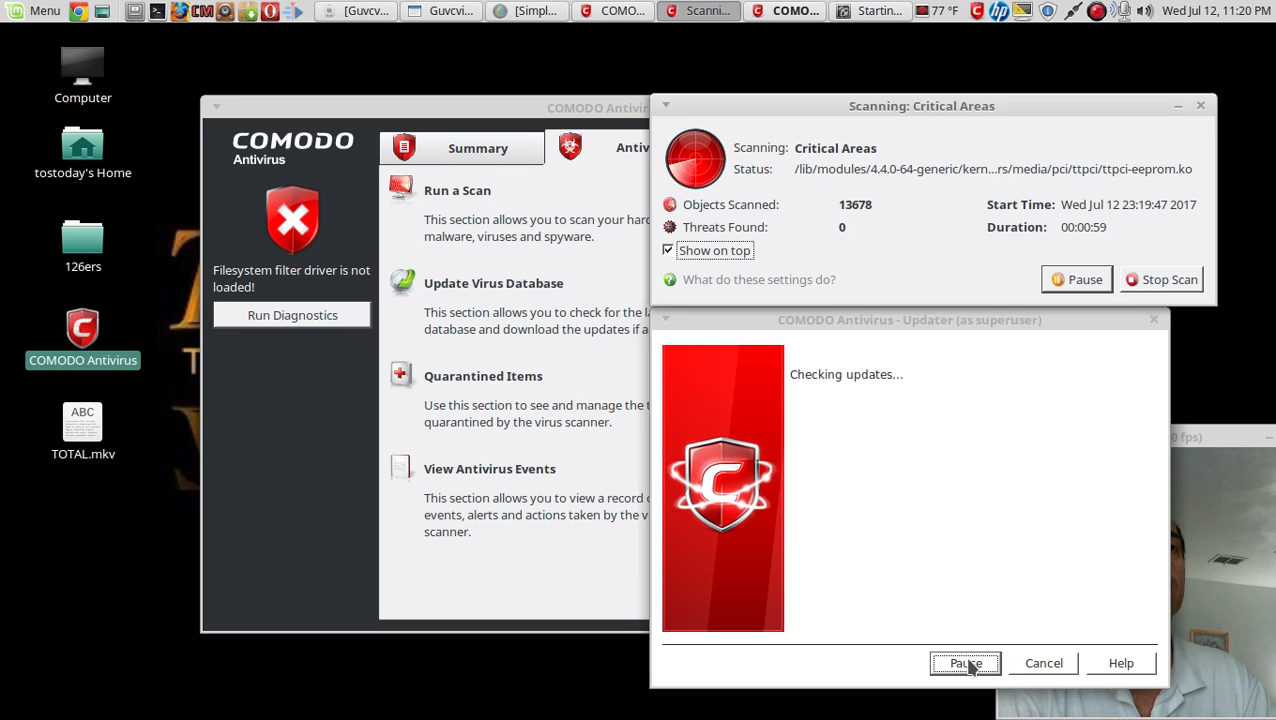 Menu
[Guvcv...
Guvcvi...
[Simpl...
COMO...
Scanni...
COMO...
Startin...
77 °F
Wed Jul 12, 11:20 PM
Computer
tostoday's Home
126ers
COMODO Antivirus
ABC
TOTAL.mkv
COMODO Antivir
COMODO
Antivirus
Filesystem filter driver is not
loaded!
Run Diagnostics
Summary
Antiv
Run a Scan
This section allows you to scan your hard
malware, viruses and spyware.
Update Virus Database
This section allows you to check for the l
database and download the updates if a
Quarantined Items
Use this section to see and manage the t
quarantined by the virus scanner.
View Antivirus Events
This section allows you to view a record o
events, alerts and actions taken by the v
scanner.
Scanning: Critical Areas
Scanning: Critical Areas
Status: /lib/modules/4.4.0-64-generic/kern...rs/media/pci/ttpci/ttpci-eeprom.ko
Objects Scanned: 13678 Start Time: Wed Jul 12 23:19:47 2017
Threats Found: 0 Duration: 00:00:59
Show on top
What do these settings do?
Pause
Stop Scan
COMODO Antivirus - Updater (as superuser)
Checking updates...
Pause
Cancel
Help
0 fps)